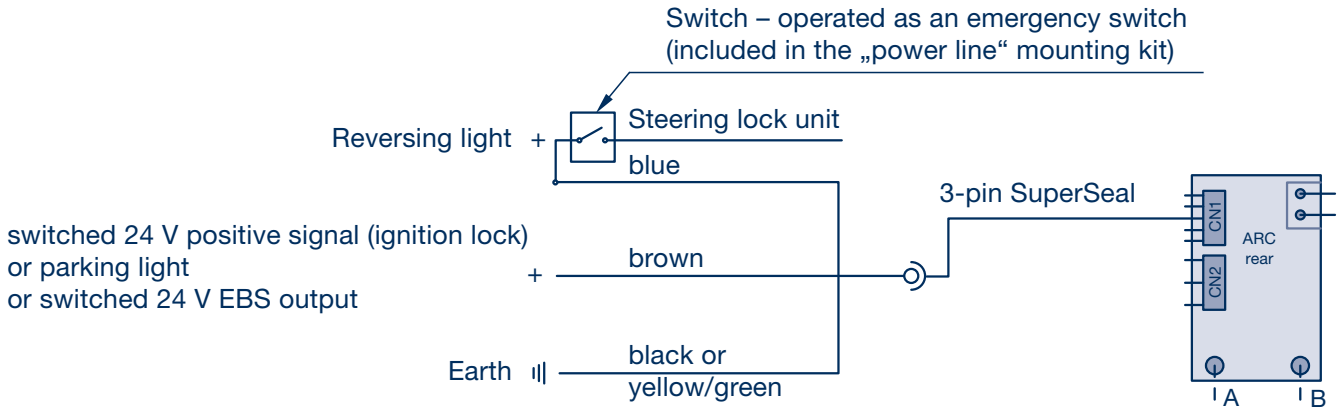 Switch – operated as an emergency switch
(included in the „power line“ mounting kit)
Reversing light +
Steering lock unit
blue
3-pin SuperSeal
switched 24 V positive signal (ignition lock)
or parking light
or switched 24 V EBS output
+
brown
CN1
ARC
rear
CN2
Earth
black or
yellow/green
A
B